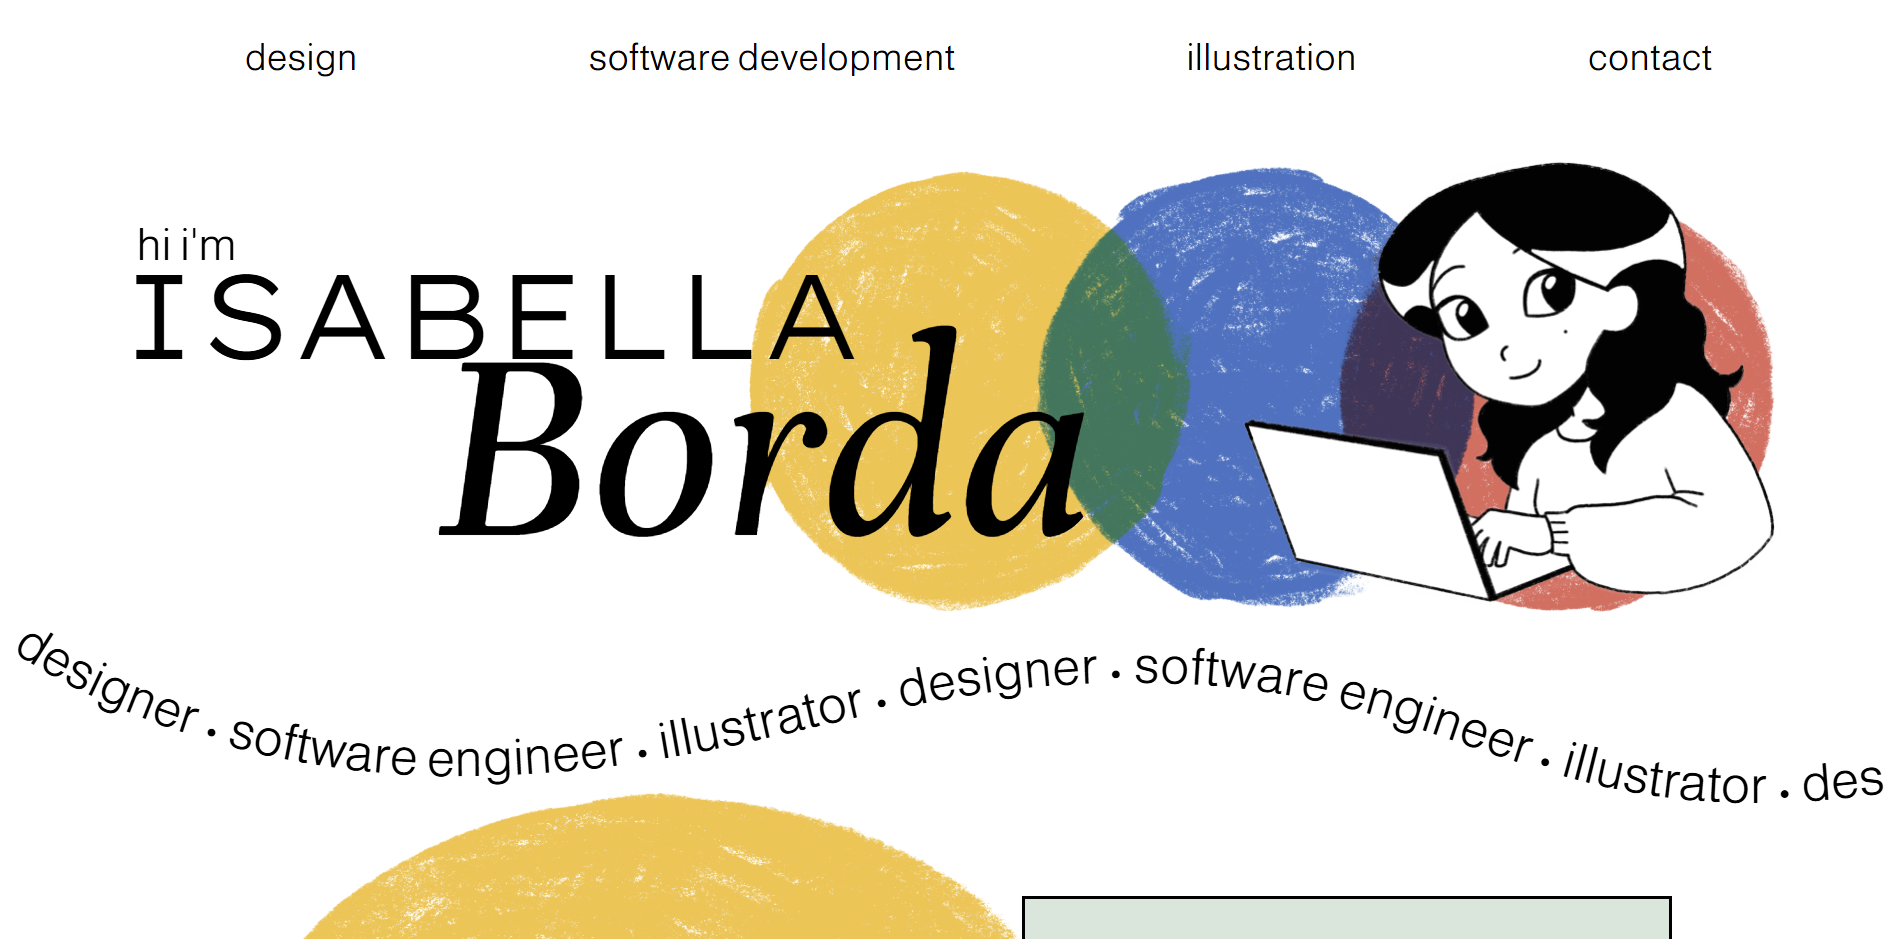 design software development illustration contact
hi i'm
ISABELLA
Borda
designer • software engineer • illustrator • designer • software engineer • illustrator • des